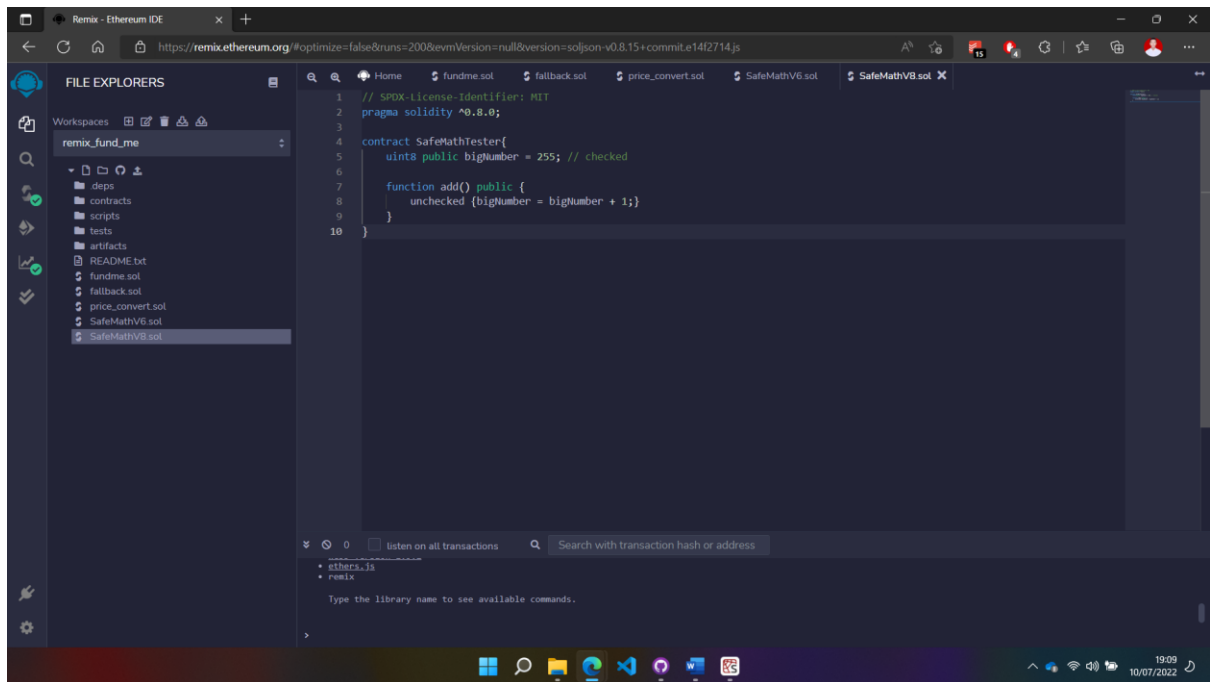 Remix - Ethereum IDE
https://remix.ethereum.org/#optimize=false&runs=200&evmVersion=null&version=soljson-v0.8.15+commit.e14f2714.js
15
4
FILE EXPLORERS
Workspaces
remix_fund_me
.deps
contracts
scripts
tests
artifacts
README.txt
fundme.sol
fallback.sol
price_convert.sol
SafeMathV6.sol
SafeMathV8.sol
Home fundme.sol fallback.sol price_convert.sol SafeMathV6.sol SafeMathV8.sol
1 // SPDX-License-Identifier: MIT
2 pragma solidity ^0.8.0;
3
4 contract SafeMathTester{
5 uint8 public bigNumber = 255; // checked
6
7 function add() public {
8 unchecked {bigNumber = bigNumber + 1;}
9 }
10 }
0 listen on all transactions Search with transaction hash or address
• ethers.js
• remix
Type the library name to see available commands.
>
19:09
10/07/2022